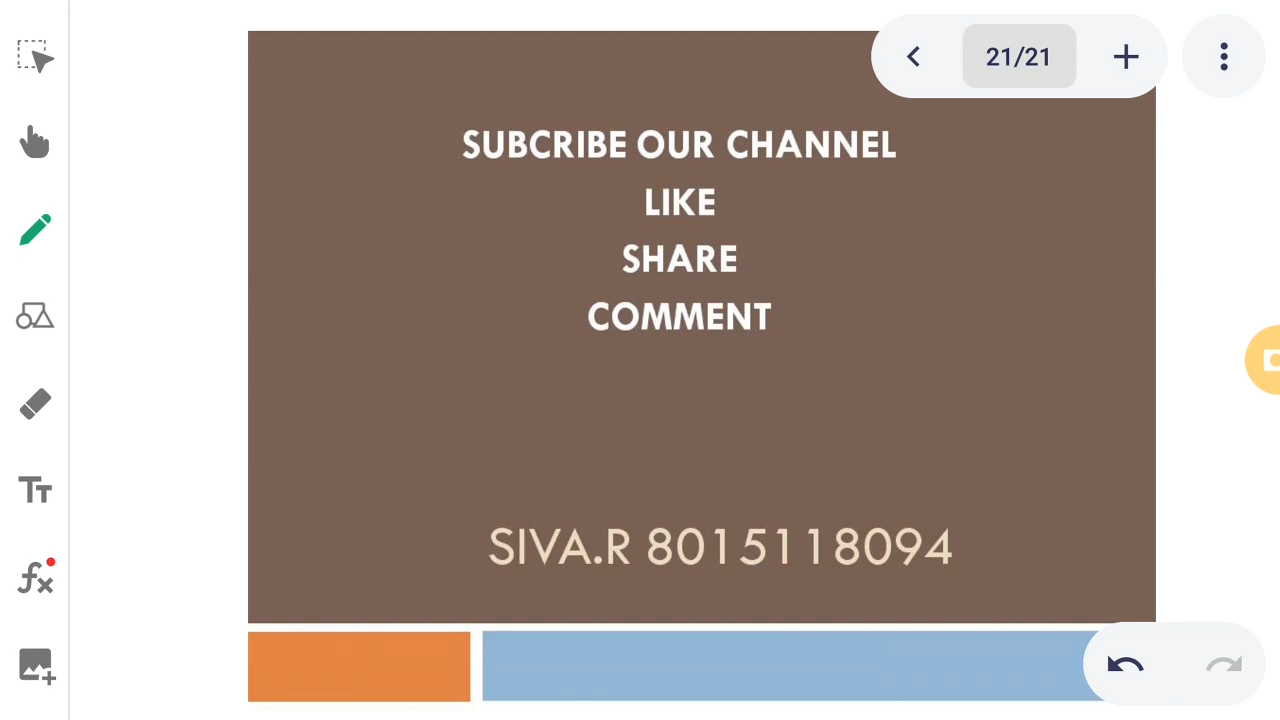 21/21
SUBCRIBE OUR CHANNEL
LIKE
SHARE
COMMENT
SIVA.R 8015118094